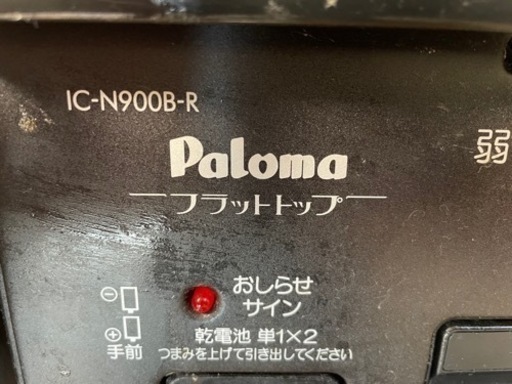 IC-N900B-R
Paloma
フラットトップ
弱
おしらせ
サイン
⊖
⊕
手前
乾電池 単1×2
つまみを上げて引き出してください